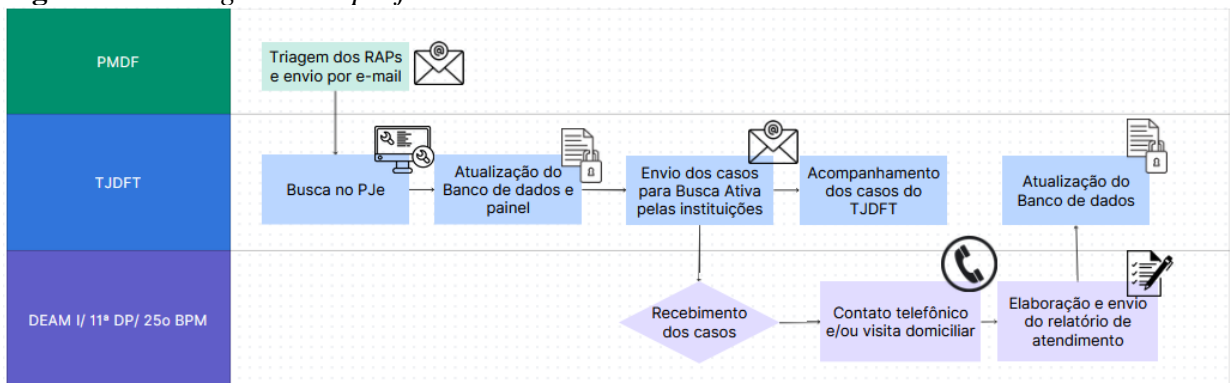 PMDF
Triagem dos RAPs
e envio por e-mail
TJDFT
Busca no PJe
Atualização do
Banco de dados e
painel
Envio dos casos
para Busca Ativa
pelas instituições
Acompanhamento
dos casos do
TJDFT
Atualização do
Banco de dados
DEAM I/ 11ª DP/ 25o BPM
Recebimento
dos casos
Contato telefônico
e/ou visita domiciliar
Elaboração e envio
do relatório de
atendimento